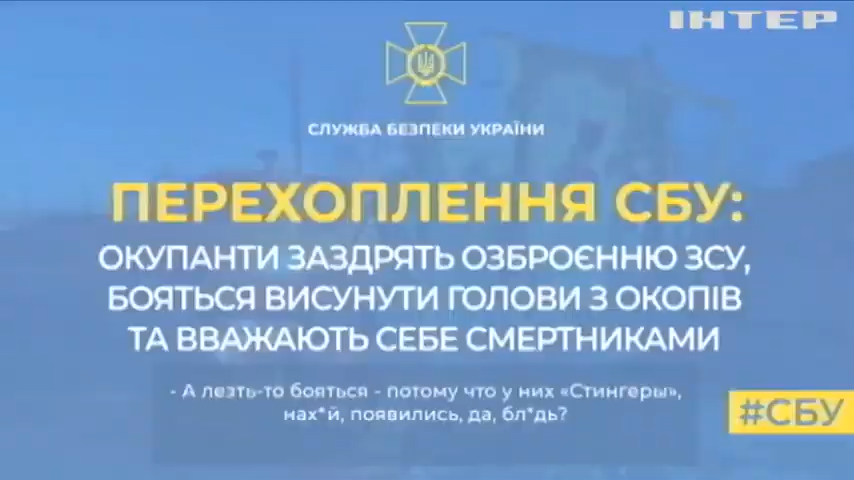 ІНТЕР
СЛУЖБА БЕЗПЕКИ УКРАЇНИ
ПЕРЕХОПЛЕННЯ СБУ:
ОКУПАНТИ ЗАЗДРЯТЬ ОЗБРОЄННЮ ЗСУ,
БОЯТЬСЯ ВИСУНУТИ ГОЛОВИ З ОКОПІВ
ТА ВВАЖАЮТЬ СЕБЕ СМЕРТНИКАМИ
- А лезть-то бояться - потому что у них «Стингеры»,
нах*й, появились, да, бл*дь?
#СБУ